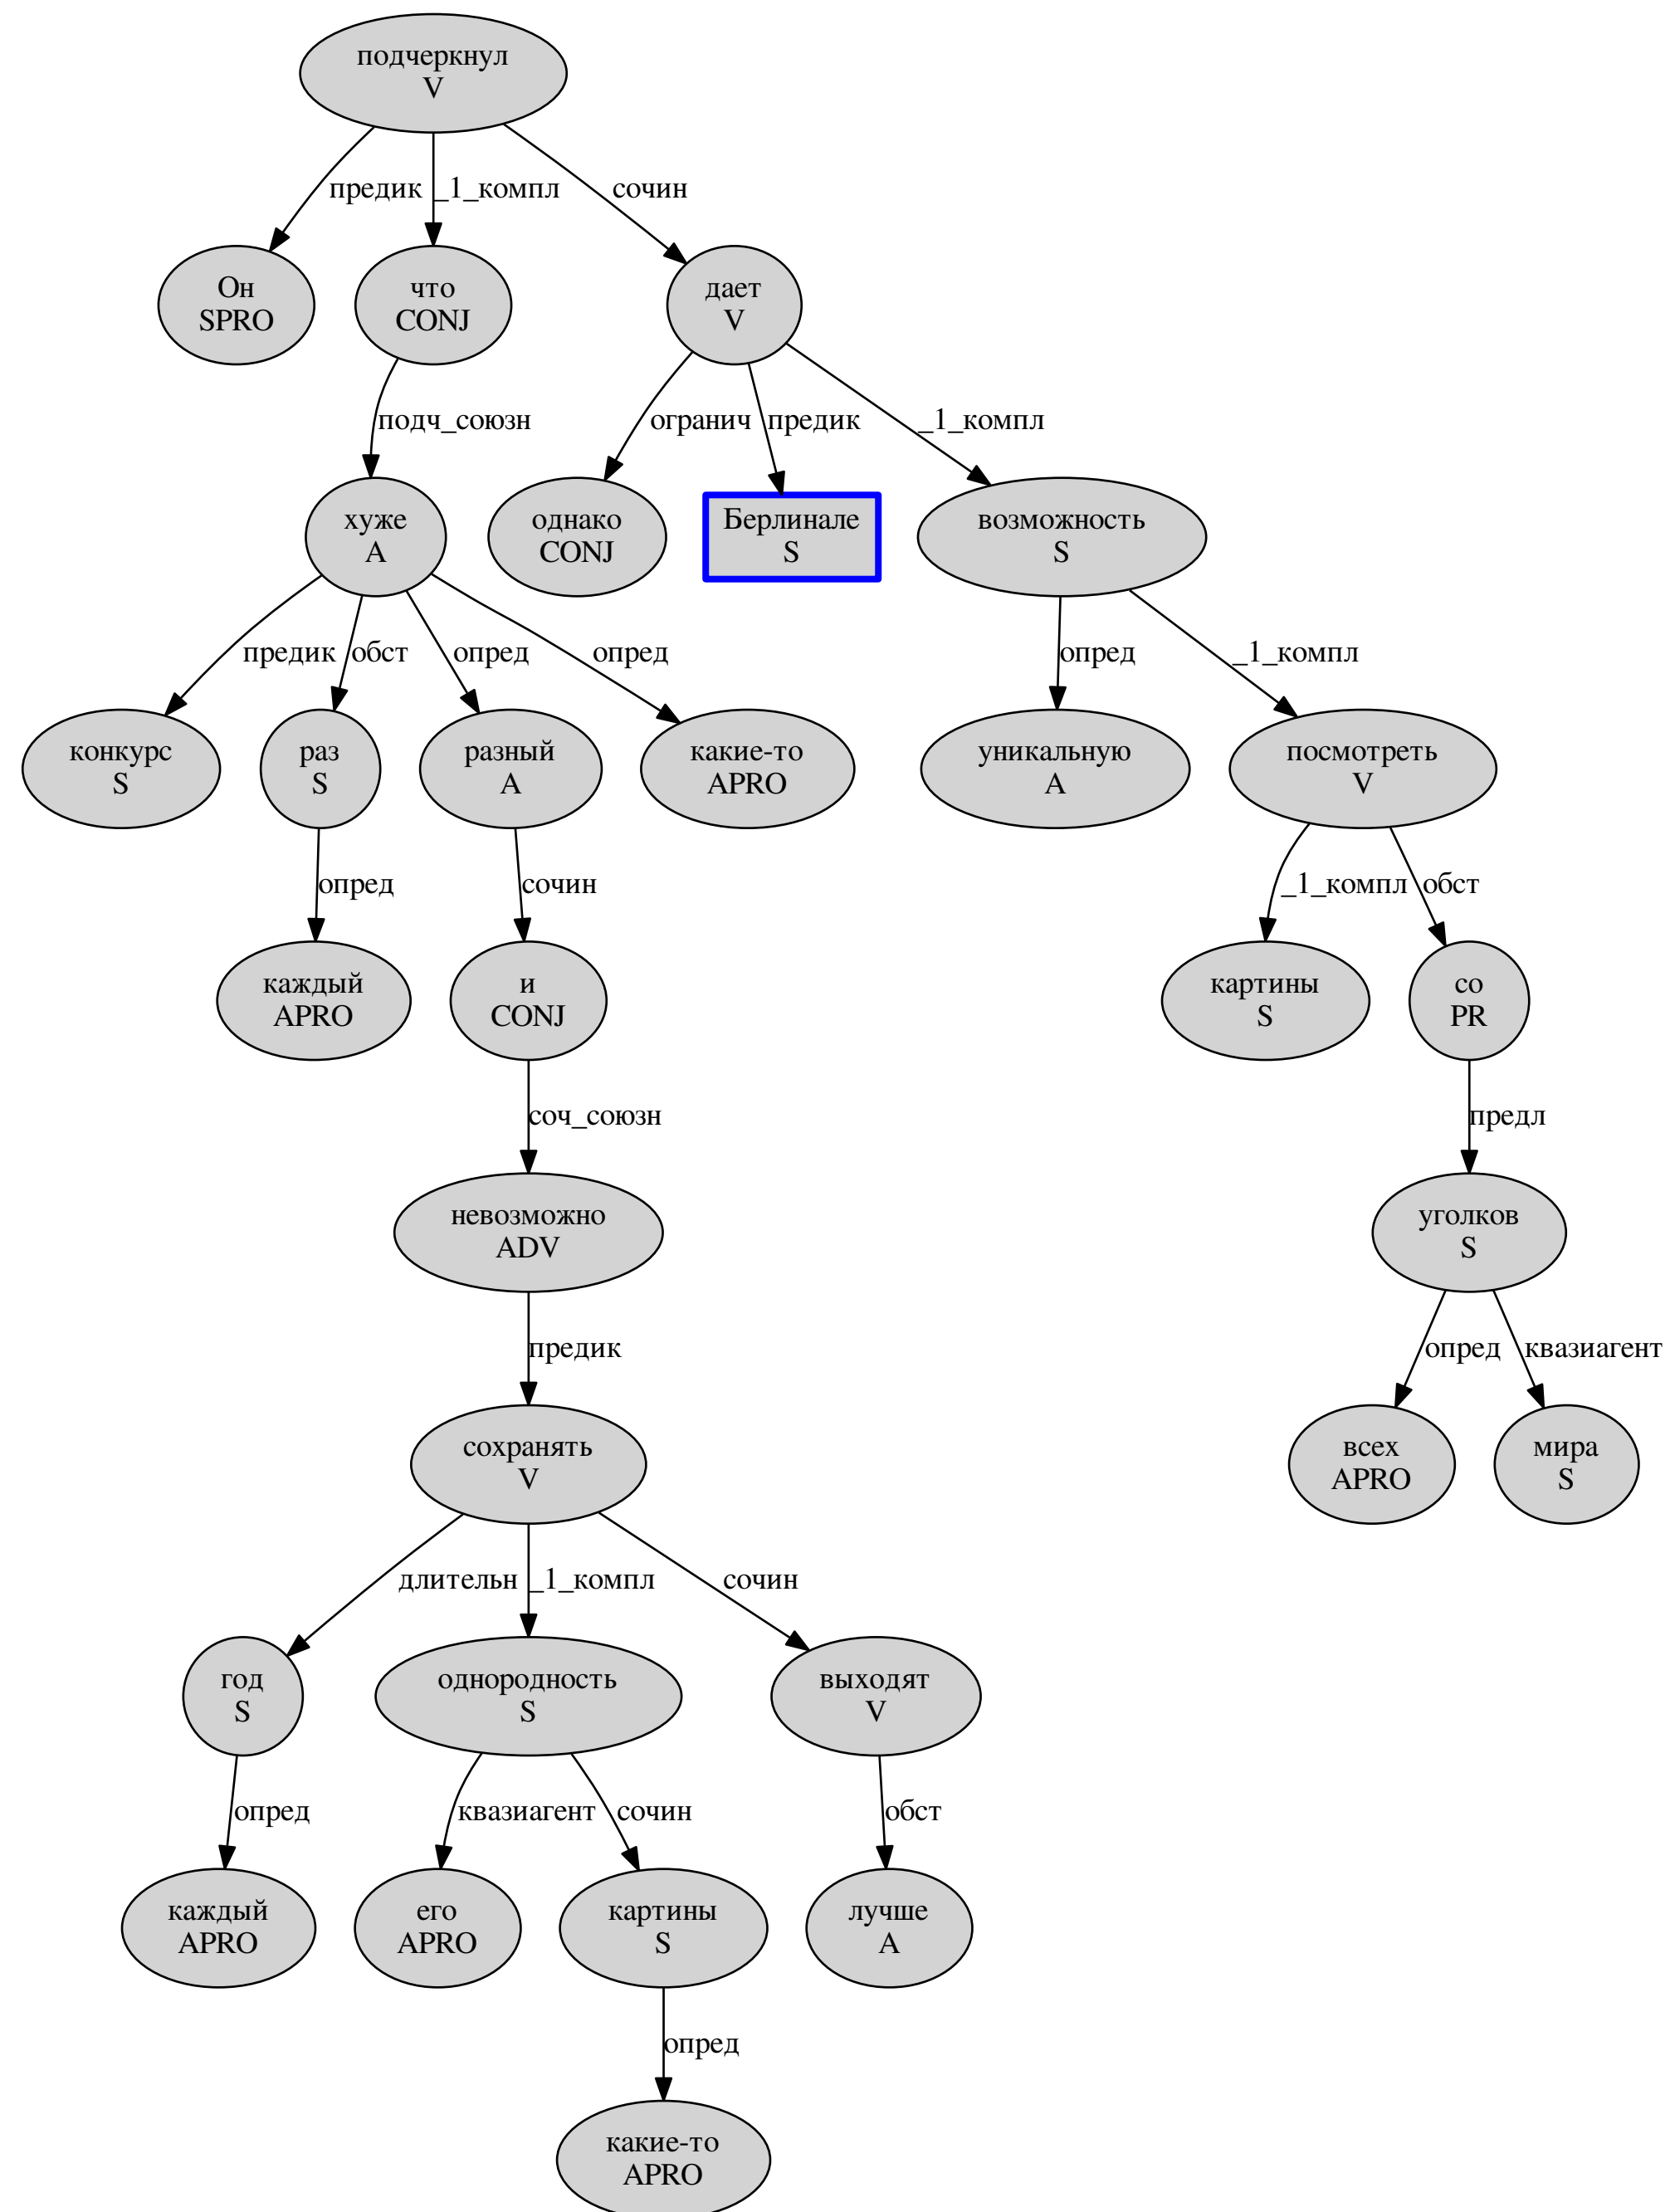 подчеркнул
V
предик _1_компл сочин
Он
SPRO
что
CONJ
дает
V
подч_союзн огранич предик _1_компл
хуже
A
однако
CONJ
Берлинале
S
возможность
S
предик обст опред опред опред _1_компл
конкурс
S
раз
S
разный
A
какие-то
APRO
уникальную
A
посмотреть
V
опред сочин _1_компл обст
каждый
APRO
и
CONJ
картины
S
со
PR
соч_союзн предл
невозможно
ADV
уголков
S
предик опред квазиагент
сохранять
V
всех
APRO
мира
S
длительн _1_компл сочин
год
S
однородность
S
выходят
V
опред квазиагент сочин обст
каждый
APRO
его
APRO
картины
S
лучше
A
опред
какие-то
APRO